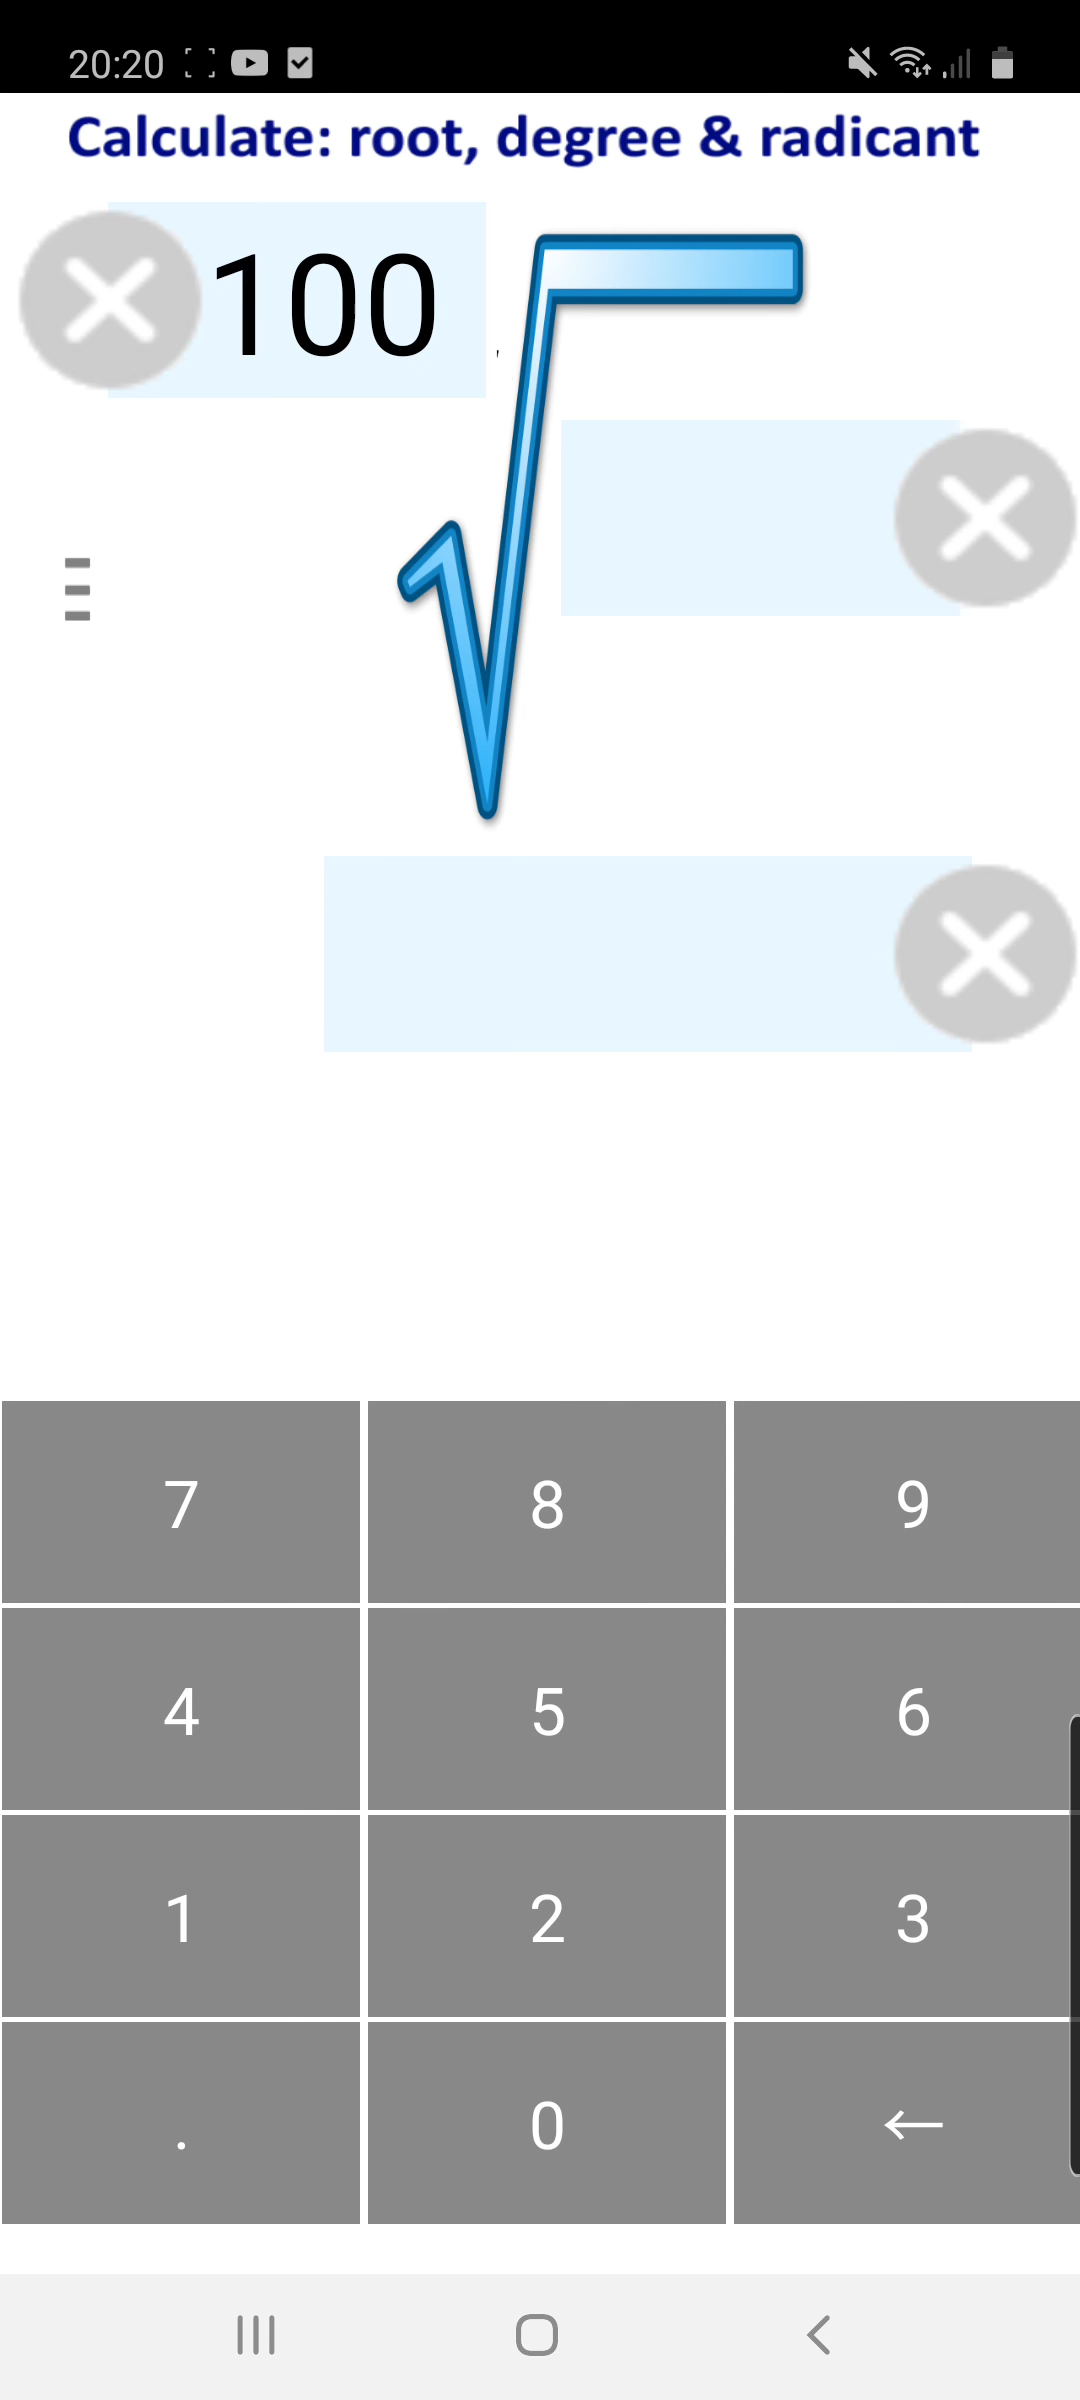 20:20
Calculate: root, degree & radicant
100
7 8 9
4 5 6
1 2 3
. 0 ←